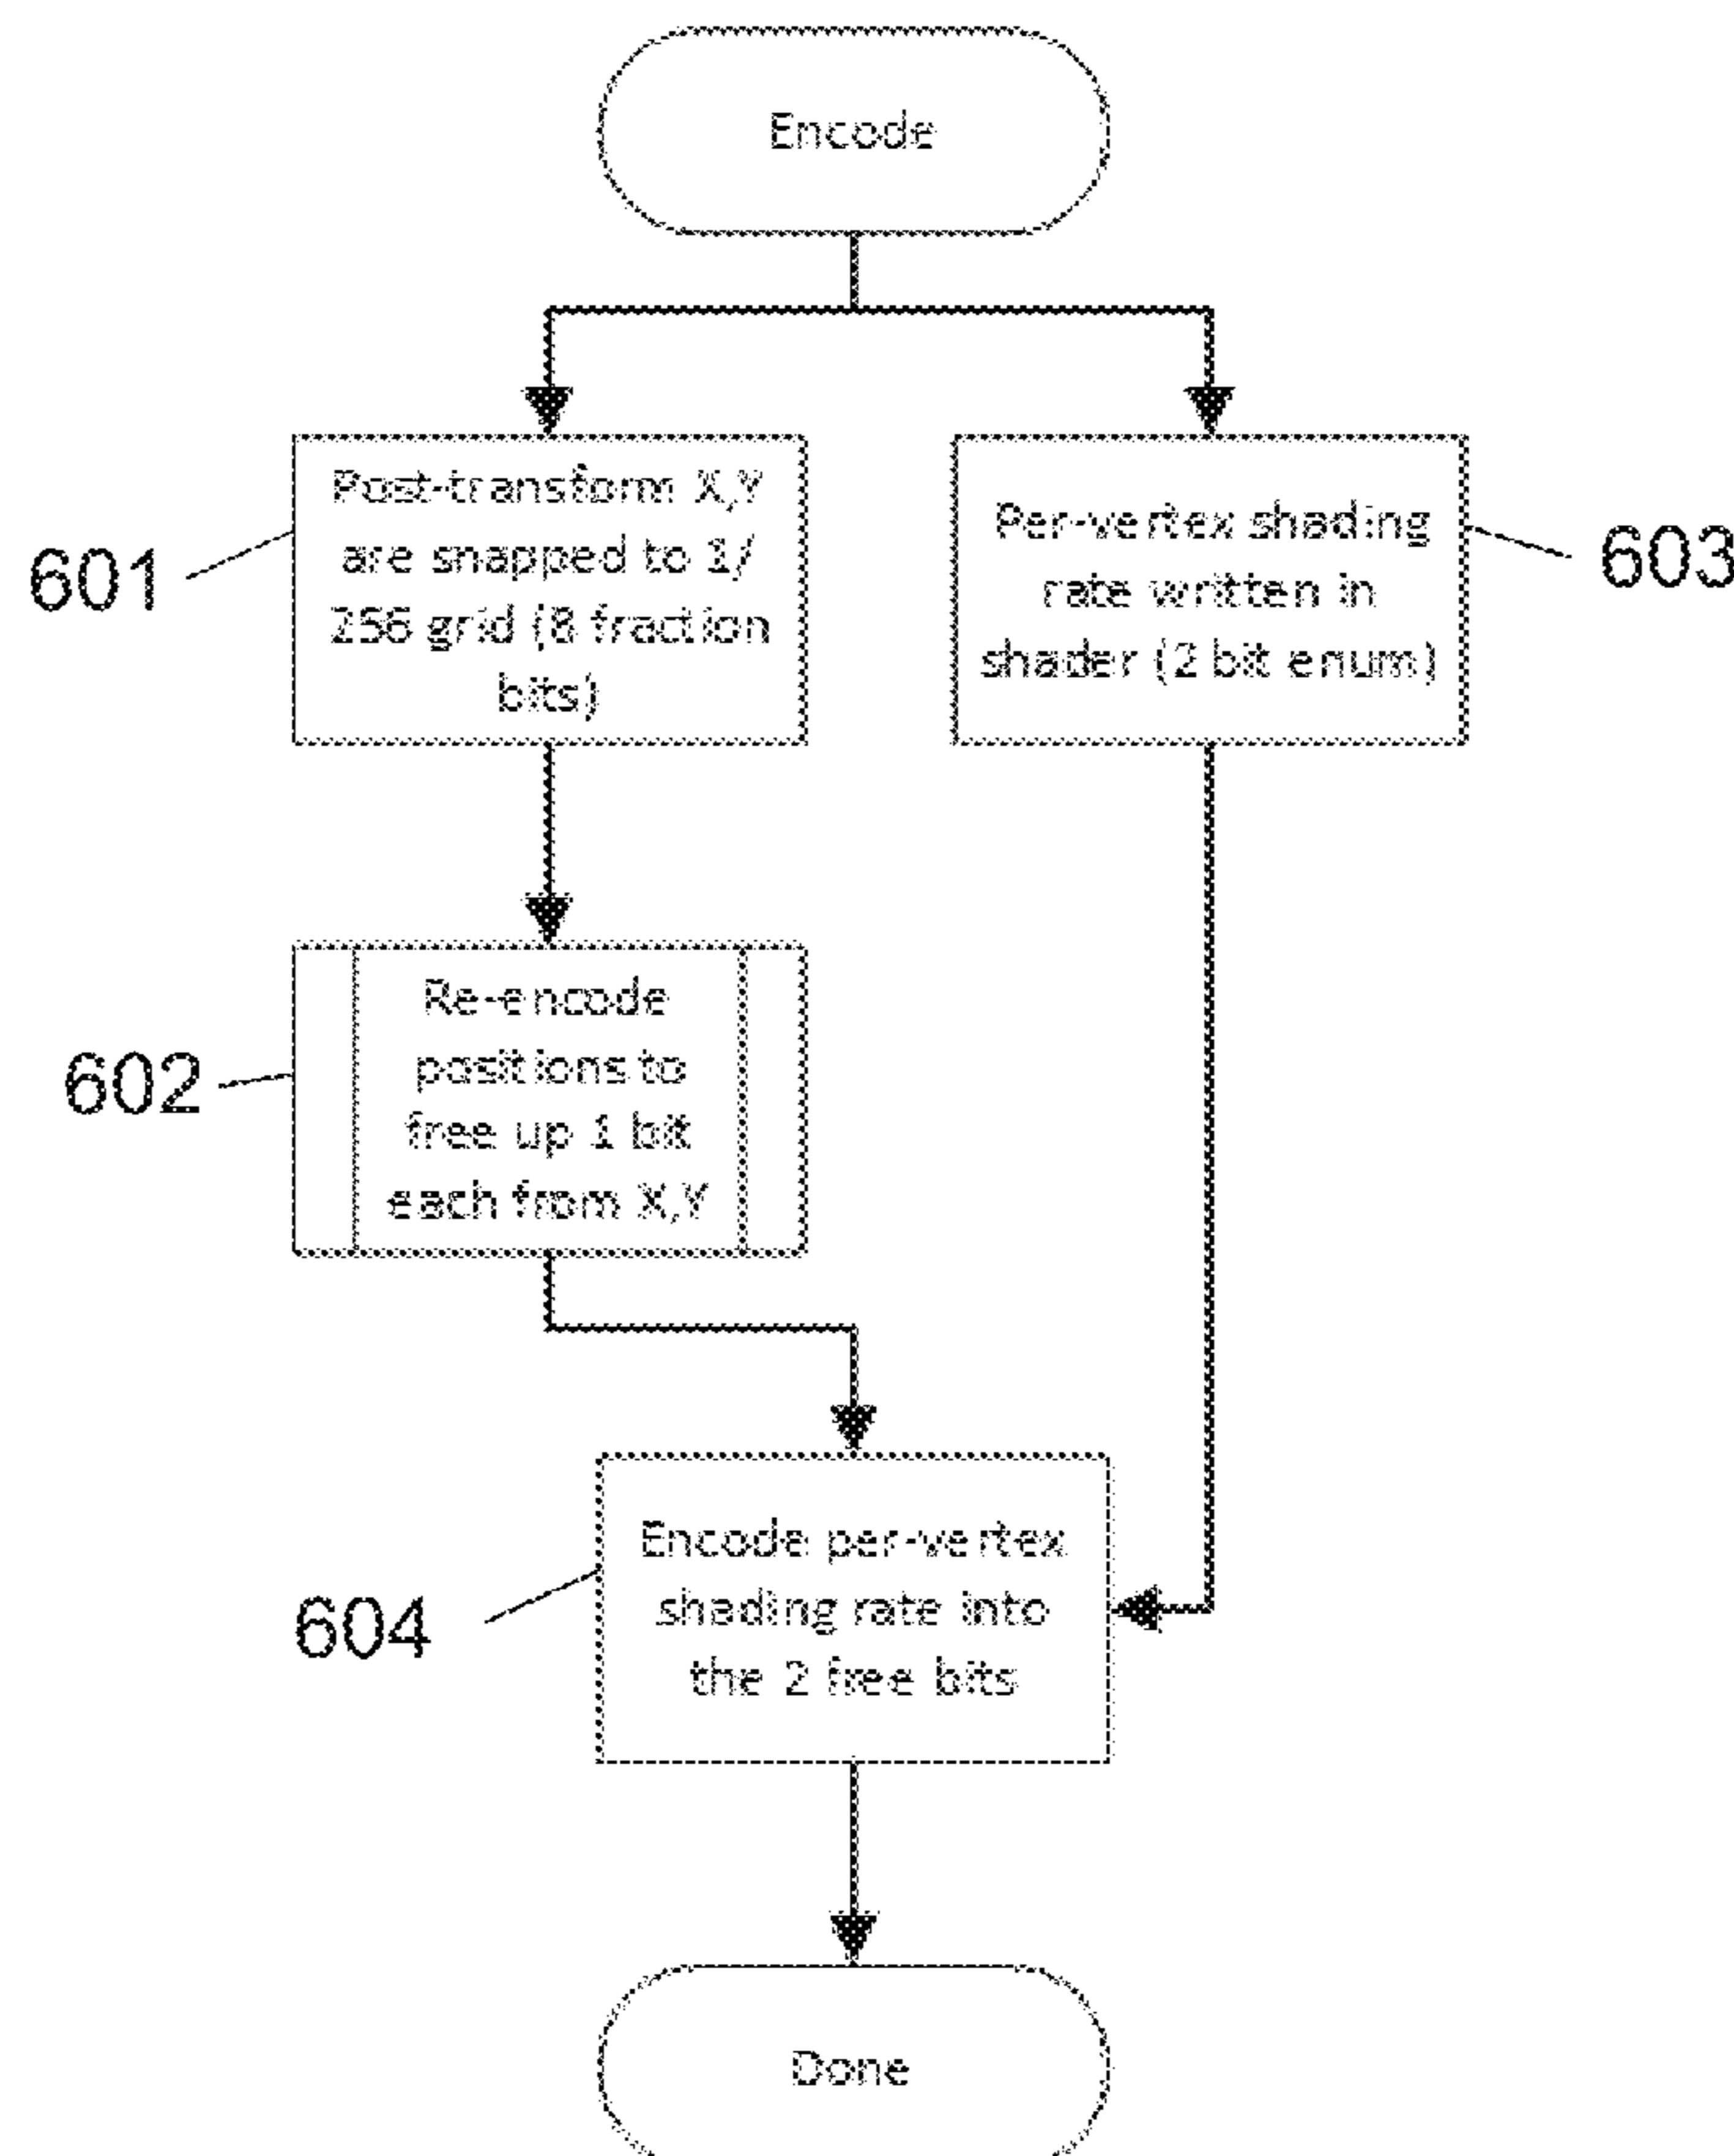 Encode
601
Post-transform X,Y
are snapped to 1/
256 grid (8 fraction
bits)
Per-vertex shading
rate written in
shader (2 bit enum)
603
602
Re-encode
positions to
free up 1 bit
each from X,Y
604
Encode per-vertex
shading rate into
the 2 free bits
Done